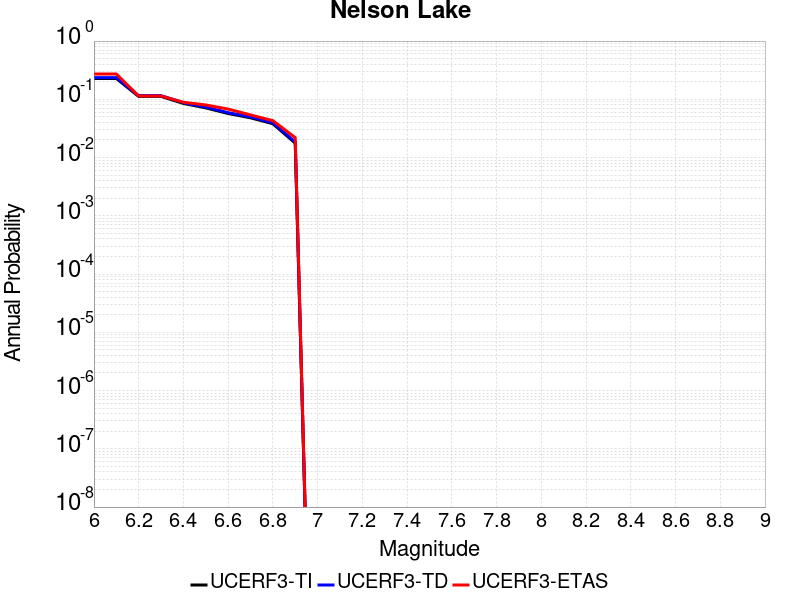 Nelson Lake
Annual Probability
10^0
10^-1
10^-2
10^-3
10^-4
10^-5
10^-6
10^-7
10^-8
6 6.2 6.4 6.6 6.8 7 7.2 7.4 7.6 7.8 8 8.2 8.4 8.6 8.8 9
Magnitude
UCERF3-TI UCERF3-TD UCERF3-ETAS